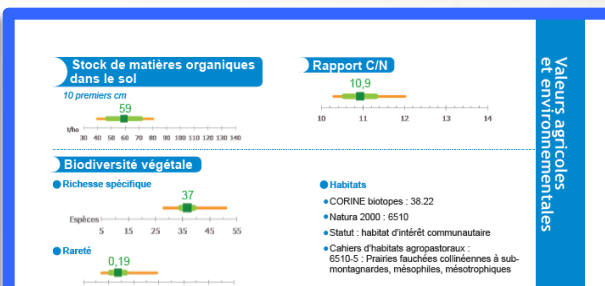 Stock de matières organiques
dans le sol
10 premiers cm
59
t/ha
30 40 50 60 70 80 90 100 110 120 130 140
Rapport C/N
10,9
10 11 12 13 14
Valeurs agricoles
et environnementales
Biodiversité végétale
Richesse spécifique
37
Espèces
5 15 25 35 45 55
Rareté
0,19
Habitats
CORINE biotopes : 38.22
Natura 2000 : 6510
Statut : habitat d'intérêt communautaire
Cahiers d'habitats agropastoraux :
6510-5 : Prairies fauchées collinéennes à sub-
montagnardes, mésophiles, mésotrophiques